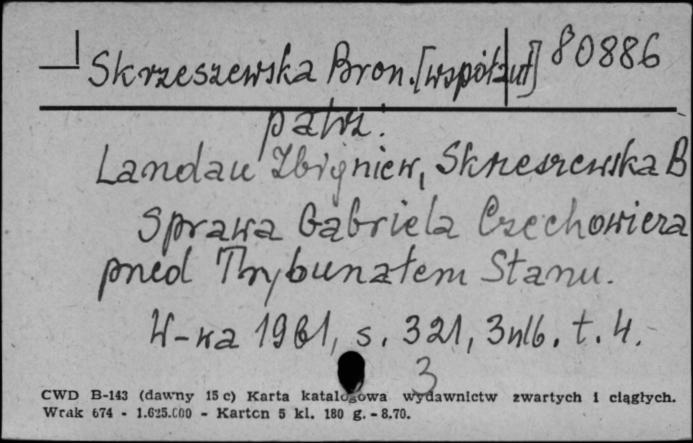 Skrzeszewska Bron. [współaut] 80886
patrz:
Landau Zbigniew, Skrzeszewska B
Sprawa Gabriela Czechowicza
przed Trybunałem Stanu.
W-wa 1961, s. 321, 3nlb. t. 4.
3
CWD B-143 (dawny 15 c) Karta katalogowa wydawnictw zwartych i ciągłych.
Wrak 674 - 1.625.000 - Karton 5 kl. 180 g. - 8.70.